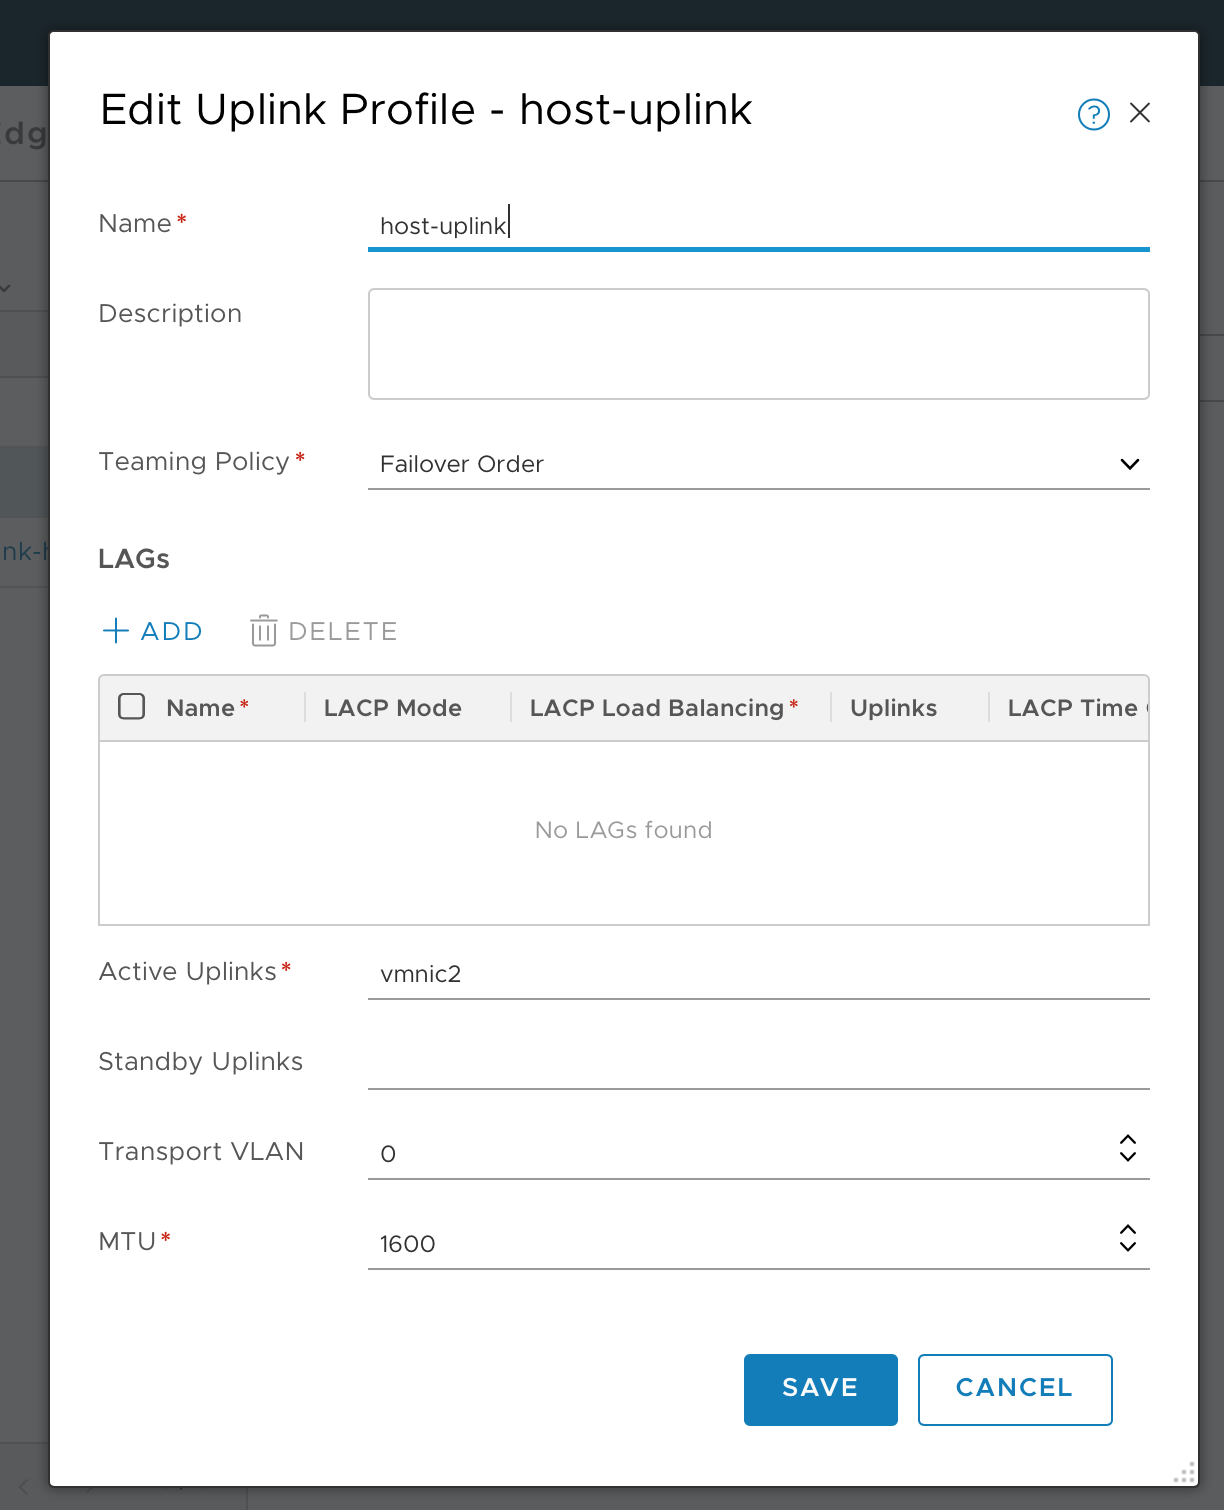 Edit Uplink Profile - host-uplink
?
Name*
host-uplink
Description
Teaming Policy*
Failover Order
LAGs
ADD DELETE
Name* LACP Mode LACP Load Balancing* Uplinks LACP Time
No LAGs found
Active Uplinks*
vmnic2
Standby Uplinks
Transport VLAN
0
MTU*
1600
SAVE CANCEL